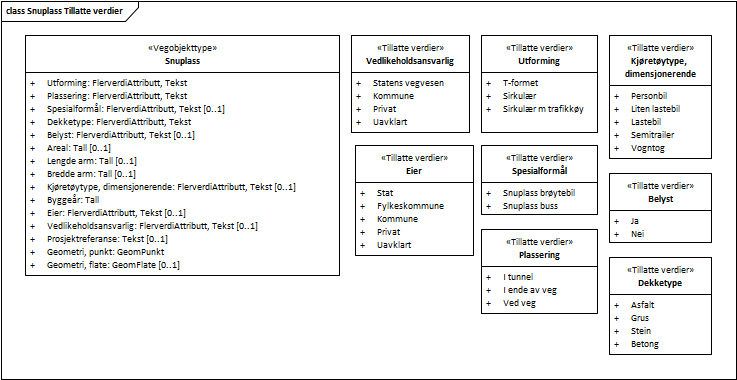 class Snuplass Tillatte verdier
«Vegobjekttype»
Snuplass
+ Utforming: FlerverdiAttributt, Tekst
+ Plassering: FlerverdiAttributt, Tekst
+ Spesialformål: FlerverdiAttributt, Tekst [0..1]
+ Dekketype: FlerverdiAttributt, Tekst
+ Belyst: FlerverdiAttributt, Tekst [0..1]
+ Areal: Tall [0..1]
+ Lengde arm: Tall [0..1]
+ Bredde arm: Tall [0..1]
+ Kjøretøytype, dimensjonerende: FlerverdiAttributt, Tekst [0..1]
+ Byggeår: Tall
+ Eier: FlerverdiAttributt, Tekst [0..1]
+ Vedlikeholdsansvarlig: FlerverdiAttributt, Tekst [0..1]
+ Prosjektreferanse: Tekst [0..1]
+ Geometri, punkt: GeomPunkt
+ Geometri, flate: GeomFlate [0..1]
«Tillatte verdier»
Vedlikeholdsansvarlig
+ Statens vegvesen
+ Kommune
+ Privat
+ Uavklart
«Tillatte verdier»
Eier
+ Stat
+ Fylkeskommune
+ Kommune
+ Privat
+ Uavklart
«Tillatte verdier»
Utforming
+ T-formet
+ Sirkulær
+ Sirkulær m trafikkøy
«Tillatte verdier»
Spesialformål
+ Snuplass brøytebil
+ Snuplass buss
«Tillatte verdier»
Plassering
+ I tunnel
+ I ende av veg
+ Ved veg
«Tillatte verdier»
Kjøretøytype,
dimensjonerende
+ Personbil
+ Liten lastebil
+ Lastebil
+ Semitrailer
+ Vogntog
«Tillatte verdier»
Belyst
+ Ja
+ Nei
«Tillatte verdier»
Dekketype
+ Asfalt
+ Grus
+ Stein
+ Betong